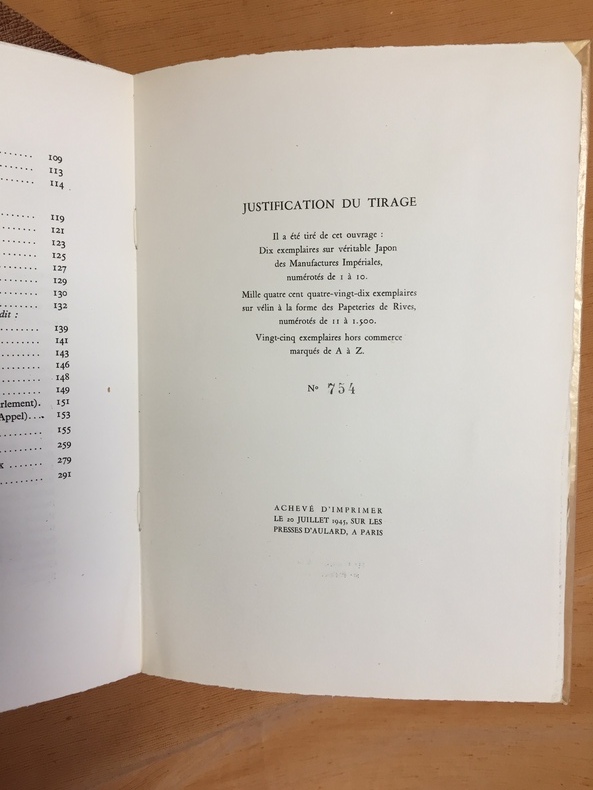 109
113
114
119
121
123
125
127
129
130
132
dit :
139
141
143
146
148
149
rlement). 151
Appel). . . . 153
155
259
x ....... 279
291
JUSTIFICATION DU TIRAGE
Il a été tiré de cet ouvrage :
Dix exemplaires sur véritable Japon
des Manufactures Impériales,
numérotés de 1 à 10.
Mille quatre cent quatre-vingt-dix exemplaires
sur vélin à la forme des Papeteries de Rives,
numérotés de 11 à 1.500.
Vingt-cinq exemplaires hors commerce
marqués de A à Z.
Nº 754
ACHEVÉ D'IMPRIMER
LE 20 JUILLET 1945, SUR LES
PRESSES D'AULARD, A PARIS